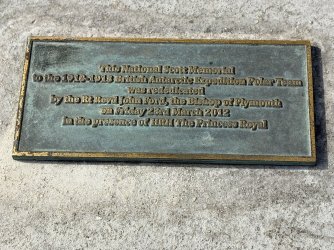 This National Scott Memorial
to the 1910-1913 British Antarctic Expedition Polar Team
was rededicated
by the Rt Revd John Ford, the Bishop of Plymouth
on Friday 23rd March 2012
in the presence of HRH The Princess Royal